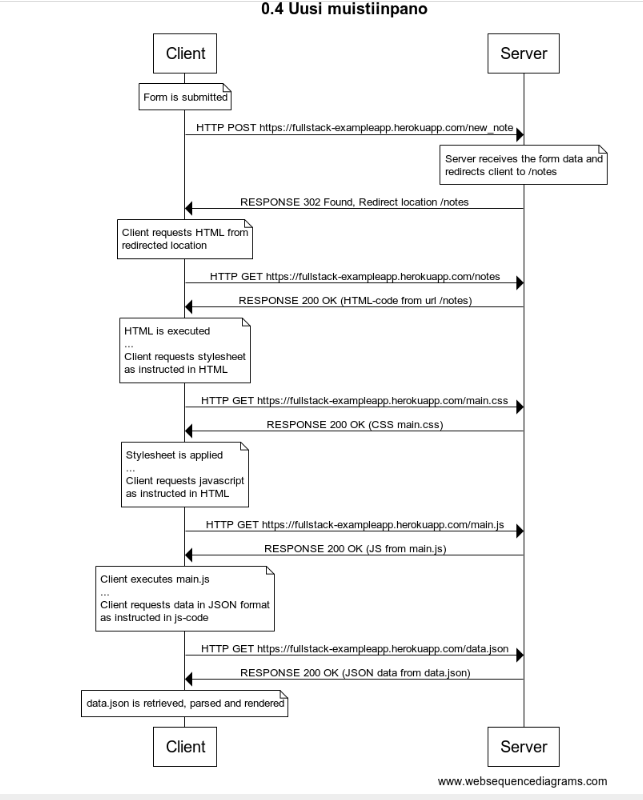 0.4 Uusi muistiinpano
Client
Server
Form is submitted
HTTP POST https://fullstack-exampleapp.herokuapp.com/new_note
Server receives the form data and
redirects client to /notes
RESPONSE 302 Found, Redirect location /notes
Client requests HTML from
redirected location
HTTP GET https://fullstack-exampleapp.herokuapp.com/notes
RESPONSE 200 OK (HTML-code from url /notes)
HTML is executed
...
Client requests stylesheet
as instructed in HTML
HTTP GET https://fullstack-exampleapp.herokuapp.com/main.css
RESPONSE 200 OK (CSS main.css)
Stylesheet is applied
...
Client requests javascript
as instructed in HTML
HTTP GET https://fullstack-exampleapp.herokuapp.com/main.js
RESPONSE 200 OK (JS from main.js)
Client executes main.js
...
Client requests data in JSON format
as instructed in js-code
HTTP GET https://fullstack-exampleapp.herokuapp.com/data.json
RESPONSE 200 OK (JSON data from data.json)
data.json is retrieved, parsed and rendered
Client
Server
www.websequencediagrams.com